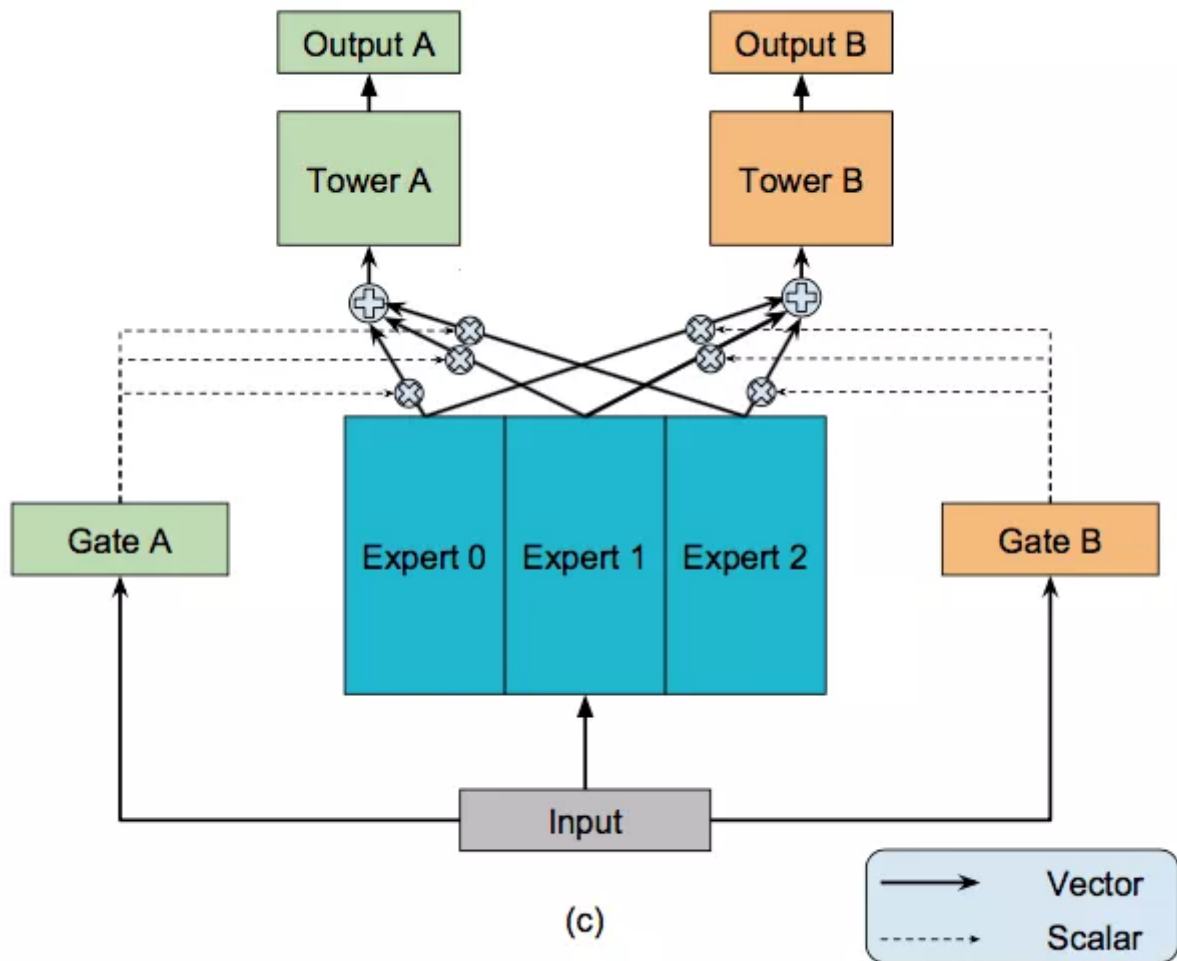 Output A
Output B
Tower A
Tower B
Gate A
Expert 0
Expert 1
Expert 2
Gate B
Input
Vector
(c)
Scalar